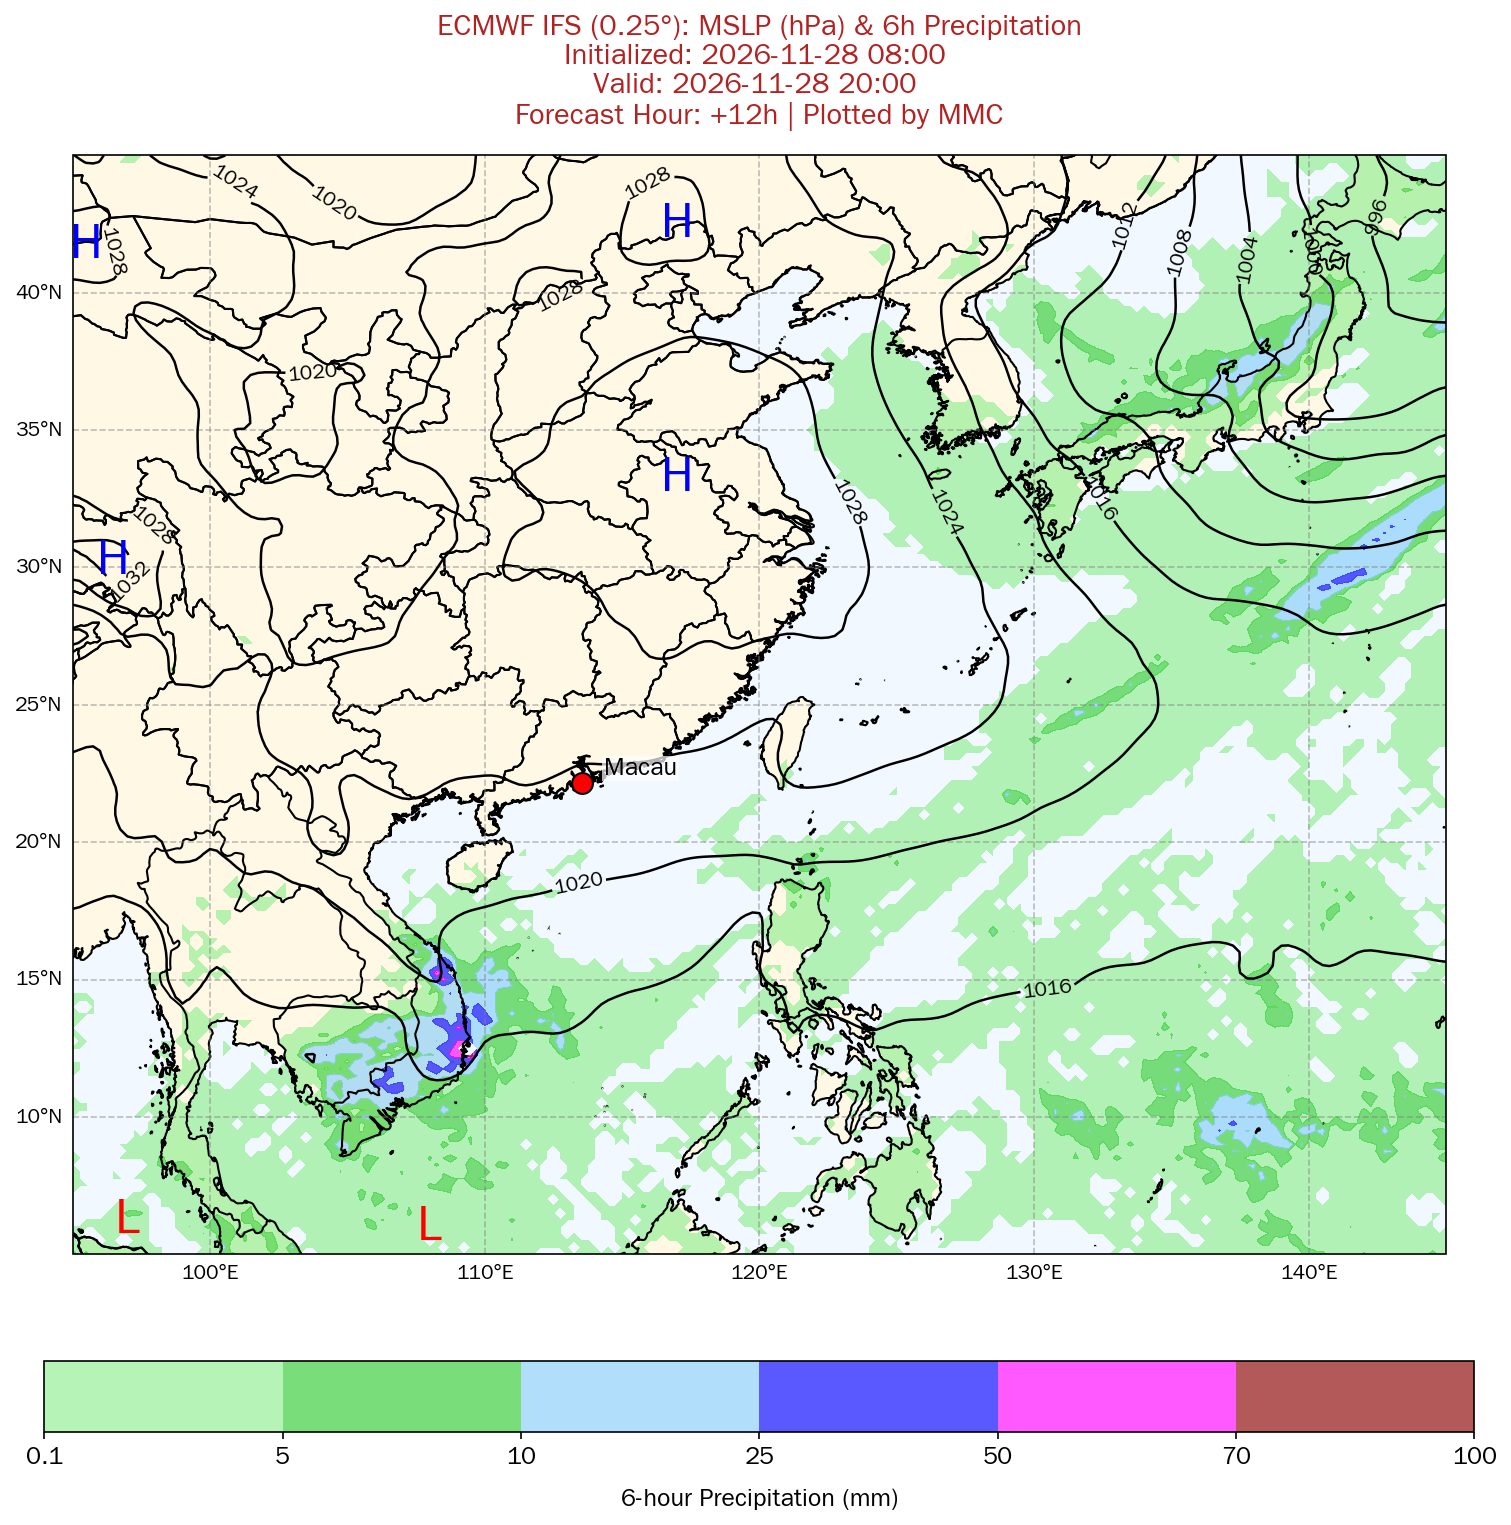 ECMWF IFS (0.25°): MSLP (hPa) & 6h Precipitation
Initialized: 2026-11-28 08:00
Valid: 2026-11-28 20:00
Forecast Hour: +12h | Plotted by MMC
1024
1020
1028
H
H
1028
1012
1008
1004
1000
996
40°N
1028
1020
35°N
H
1028
1024
1016
1028
H
1032
30°N
25°N
Macau
20°N
1020
15°N
1016
10°N
L
L
100°E
110°E
120°E
130°E
140°E
0.1
5
10
25
50
70
100
6-hour Precipitation (mm)